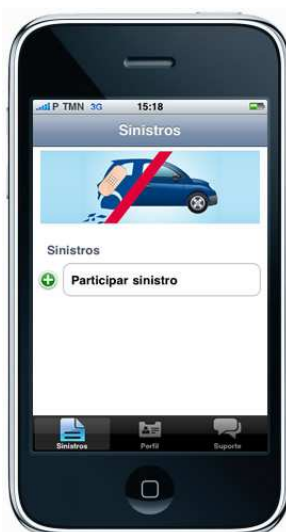 P TMN 3G 15:18
Sinistros
Sinistros
Participar sinistro
Sinistros Perfil Suporte